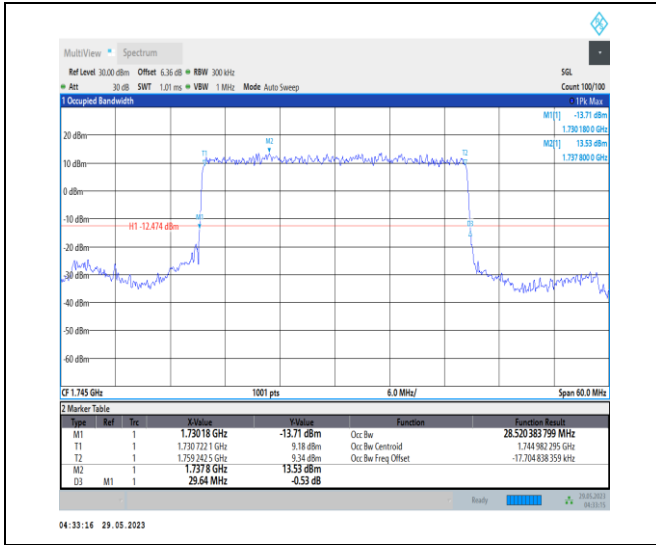 MultiView Spectrum
Ref Level 30.00 dBm Offset 6.36 dB RBW 300 kHz SGL
Att 30 dB SWT 1.01 ms VBW 1 MHz Mode Auto Sweep Count 100/100
1 Occupied Bandwidth 1Pk Max
M1[1] -13.71 dBm
1.730 180 0 GHz
M2[1] 13.53 dBm
1.737 800 0 GHz
20 dBm
M2
T1
T2
10 dBm
0 dBm
-10 dBm
M1
H1 -12.474 dBm
D3
-20 dBm
-30 dBm
-40 dBm
-50 dBm
-60 dBm
CF 1.745 GHz 1001 pts 6.0 MHz/ Span 60.0 MHz
2 Marker Table
Type Ref Trc X-Value Y-Value Function Function Result
M1 1 1.73018 GHz -13.71 dBm Occ Bw 28.520 383 799 MHz
T1 1 1.730 722 1 GHz 9.18 dBm Occ Bw Centroid 1.744 982 295 GHz
T2 1 1.759 242 5 GHz 9.34 dBm Occ Bw Freq Offset -17.704 838 359 kHz
M2 1 1.7378 GHz 13.53 dBm
D3 M1 1 29.64 MHz -0.53 dB
Ready 29.05.2023
04:33:15
04:33:16 29.05.2023